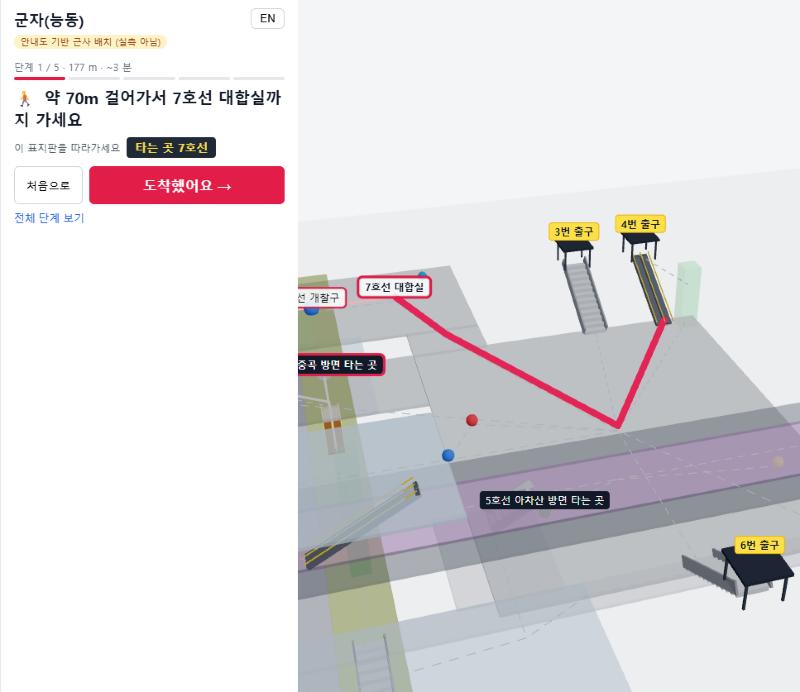 군자(능동)
EN
안내도 기반 근사 배치 (실측 아님)
단계 1 / 5 · 177 m · ~3 분
약 70m 걸어가서 7호선 대합실까
지 가세요
이 표지판을 따라가세요
타는 곳 7호선
처음으로
도착했어요 →
전체 단계 보기
3번 출구
4번 출구
7호선 대합실
선 개찰구
중곡 방면 타는 곳
5호선 아차산 방면 타는 곳
6번 출구